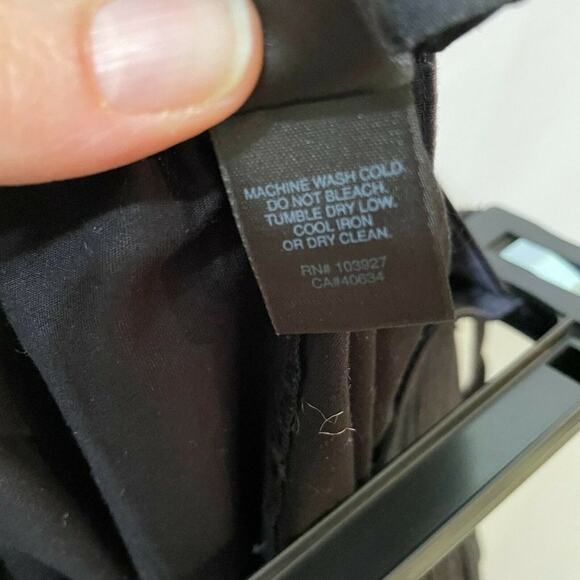 MACHINE WASH COLD.
DO NOT BLEACH.
TUMBLE DRY LOW.
COOL IRON
OR DRY CLEAN.
RN# 103927
CA#40634